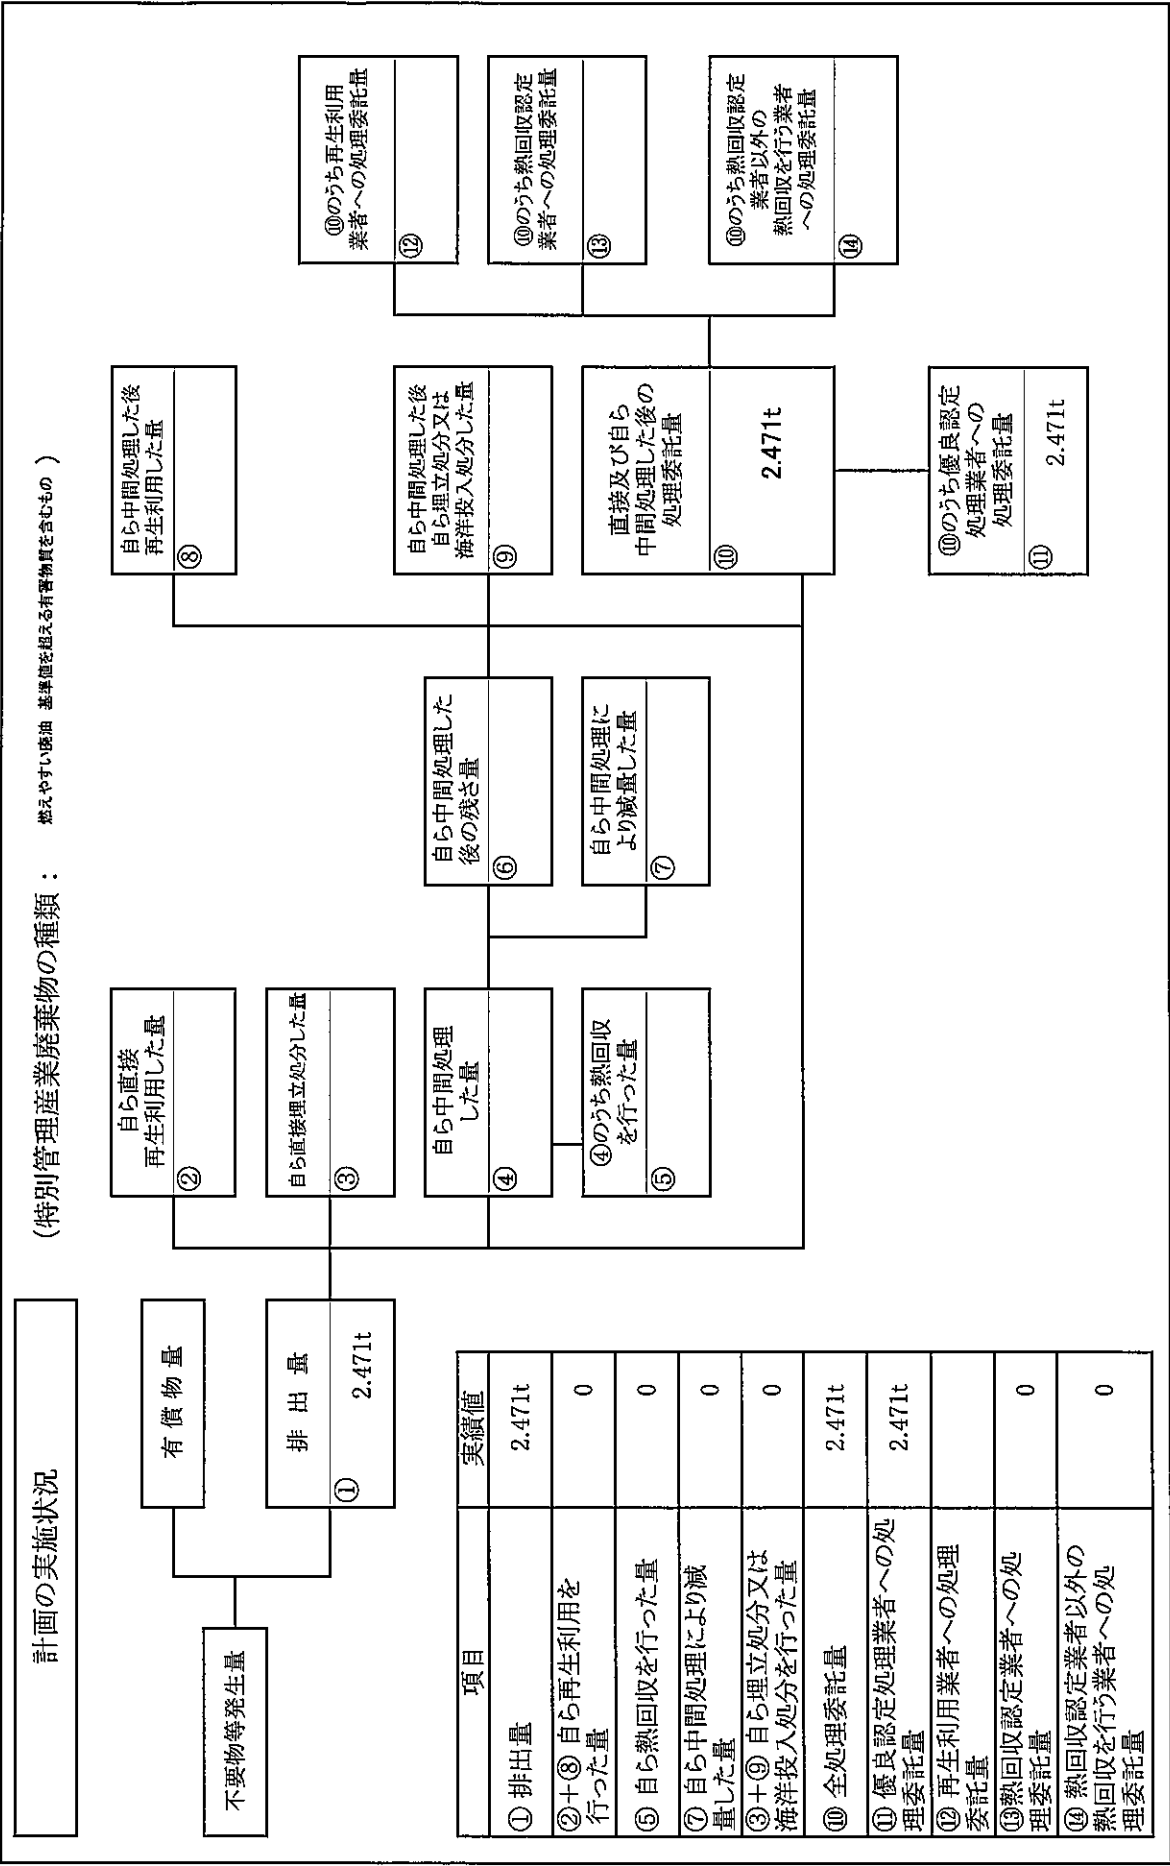 計画の実施状況
(特別管理産業廃棄物の種類： 燃えやすい廃油 基準値を超える有害物質を含むもの )
不要物等発生量
有償物量
排出量
①
2.471t
自ら直接
再生利用した量
②
自ら直接埋立処分した量
③
自ら中間処理
した量
④
④のうち熱回収
を行った量
⑤
自ら中間処理した
後の残さ量
⑥
自ら中間処理に
より減量した量
⑦
自ら中間処理した後
再生利用した量
⑧
自ら中間処理した後
自ら埋立処分又は
海洋投入処分した量
⑨
直接及び自ら
中間処理した後の
処理委託量
⑩
2.471t
⑩のうち優良認定
処理業者への
処理委託量
⑪
2.471t
⑩のうち再生利用
業者への処理委託量
⑫
⑩のうち熱回収認定
業者への処理委託量
⑬
⑩のうち熱回収認定
業者以外の
熱回収を行う業者
への処理委託量
⑭
項目 実績値
① 排出量 2.471t
②+⑧ 自ら再生利用を
行った量 0
⑤ 自ら熱回収を行った量 0
⑦ 自ら中間処理により減
量した量 0
③+⑨ 自ら埋立処分又は
海洋投入処分を行った量 0
⑩ 全処理委託量 2.471t
⑪ 優良認定処理業者への処
理委託量 2.471t
⑫ 再生利用業者への処理
委託量
⑬熱回収認定業者への処
理委託量 0
⑭ 熱回収認定業者以外の
熱回収を行う業者への処
理委託量 0